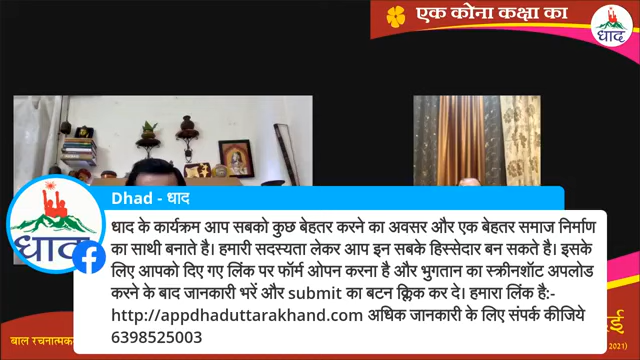 एक कोना कक्षा का
धाद
Dhad - धाद
धाद
धाद के कार्यक्रम आप सबको कुछ बेहतर करने का अवसर और एक बेहतर समाज निर्माण
का साथी बनाते है। हमारी सदस्यता लेकर आप इन सबके हिस्सेदार बन सकते है। इसके
लिए आपको दिए गए लिंक पर फॉर्म ओपन करना है और भुगतान का स्क्रीनशॉट अपलोड
करने के बाद जानकारी भरें और submit का बटन क्लिक कर दे। हमारा लिंक है:-
http://appdhaduttarakhand.com अधिक जानकारी के लिए संपर्क कीजिये
6398525003
बाल रचनात्मक
2021)